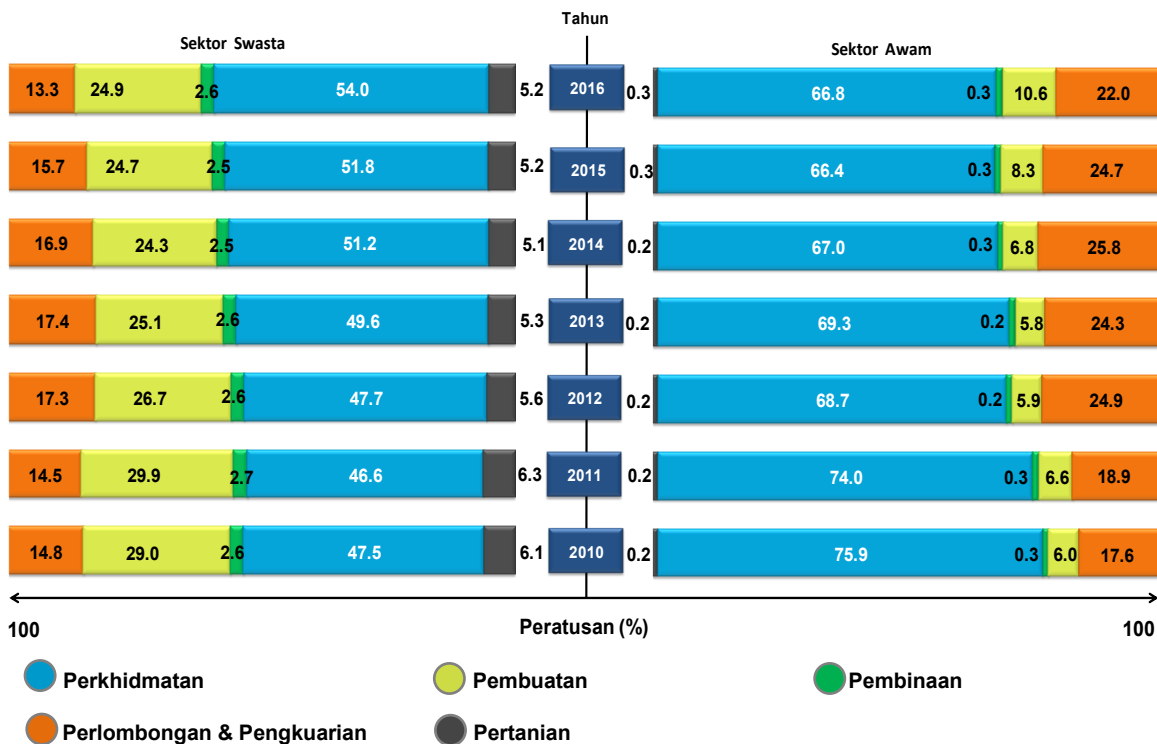 Tahun
Sektor Swasta Sektor Awam
13.3 24.9 2.6 54.0 5.2 2016 0.3 66.8 0.3 10.6 22.0
15.7 24.7 2.5 51.8 5.2 2015 0.3 66.4 0.3 8.3 24.7
16.9 24.3 2.5 51.2 5.1 2014 0.2 67.0 0.3 6.8 25.8
17.4 25.1 2.6 49.6 5.3 2013 0.2 69.3 0.2 5.8 24.3
17.3 26.7 2.6 47.7 5.6 2012 0.2 68.7 0.2 5.9 24.9
14.5 29.9 2.7 46.6 6.3 2011 0.2 74.0 0.3 6.6 18.9
14.8 29.0 2.6 47.5 6.1 2010 0.2 75.9 0.3 6.0 17.6
100 Peratusan (%) 100
Perkhidmatan Pembuatan Pembinaan
Perlombongan & Pengkuarian Pertanian